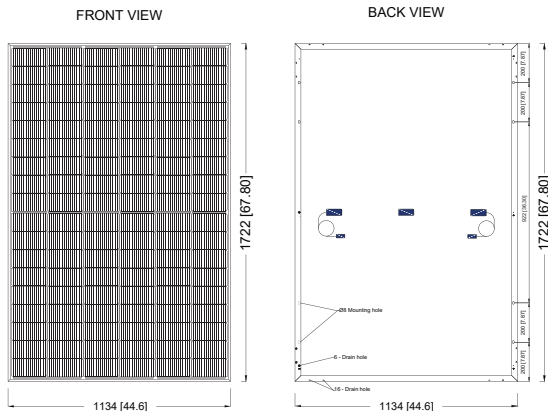 FRONT VIEW
BACK VIEW
1722 [67.80]
1134 [44.6]
200 [7.87]
200 [7.87]
922 [36.30]
1722 [67.80]
Ø8 Mounting hole
200 [7.87]
6 - Drain hole
200 [7.87]
16 - Drain hole
1134 [44.6]